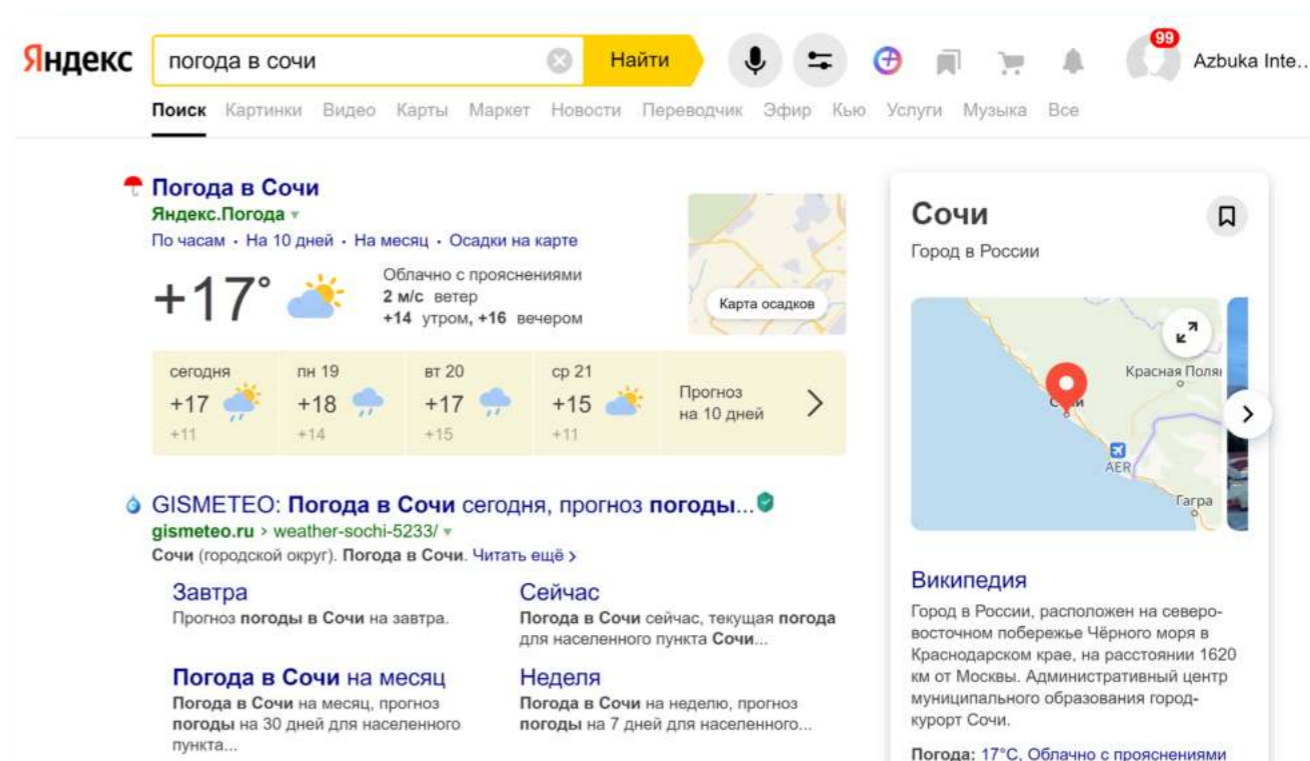 Яндекс
погода в сочи
Найти
99
Azbuka Inte...
Поиск Картинки Видео Карты Маркет Новости Переводчик Эфир Кью Услуги Музыка Все
Погода в Сочи
Яндекс.Погода
По часам · На 10 дней · На месяц · Осадки на карте
+17°
Облачно с прояснениями
2 м/с ветер
+14 утром, +16 вечером
Карта осадков
сегодня пн 19 вт 20 ср 21
+17 +18 +17 +15
+11 +14 +15 +11
Прогноз
на 10 дней
GISMETEO: Погода в Сочи сегодня, прогноз погоды...
gismeteo.ru › weather-sochi-5233/
Сочи (городской округ). Погода в Сочи. Читать ещё ›
Завтра
Прогноз погоды в Сочи на завтра.
Сейчас
Погода в Сочи сейчас, текущая погода
для населенного пункта Сочи...
Погода в Сочи на месяц
Погода в Сочи на месяц, прогноз
погоды на 30 дней для населенного
пункта...
Неделя
Погода в Сочи на неделю, прогноз
погоды на 7 дней для населенного...
Сочи
Город в России
Красная Полян
Сочи
AER
Гагра
Википедия
Город в России, расположен на северо-
восточном побережье Чёрного моря в
Краснодарском крае, на расстоянии 1620
км от Москвы. Административный центр
муниципального образования город-
курорт Сочи.
Погода: 17°C, Облачно с прояснениями